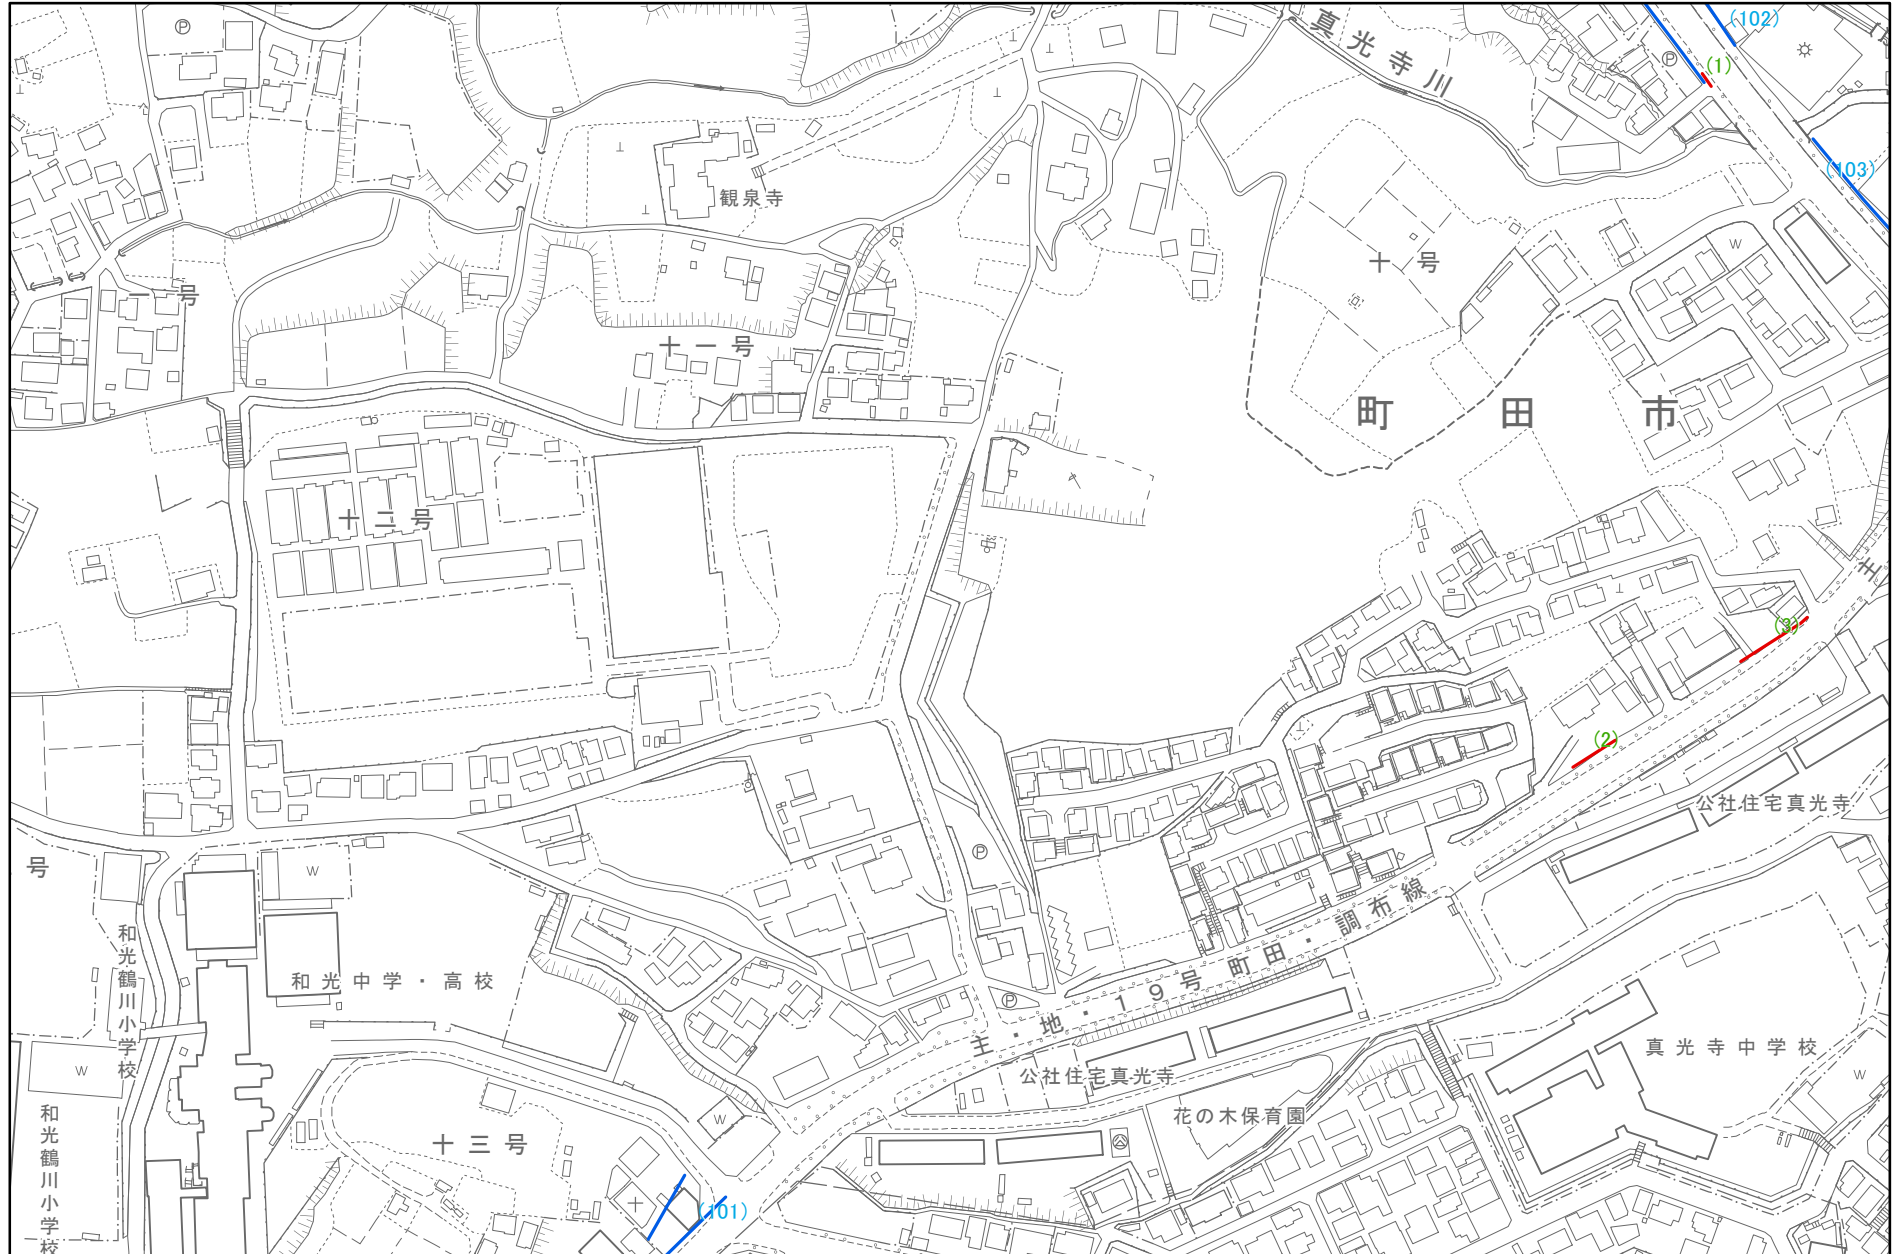 (102)
真光寺川
(1)
(103)
観泉寺
十号
一号
十一号
町田市
十二号
主
(3)
(2)
公社住宅真光寺
号
和光鶴川小学校
和光中学・高校
主・地・19号 町田・調布線
真光寺中学校
公社住宅真光寺
花の木保育園
和光鶴川小学校
十三号
(101)
P
P
P
P
W
W
W
W
W